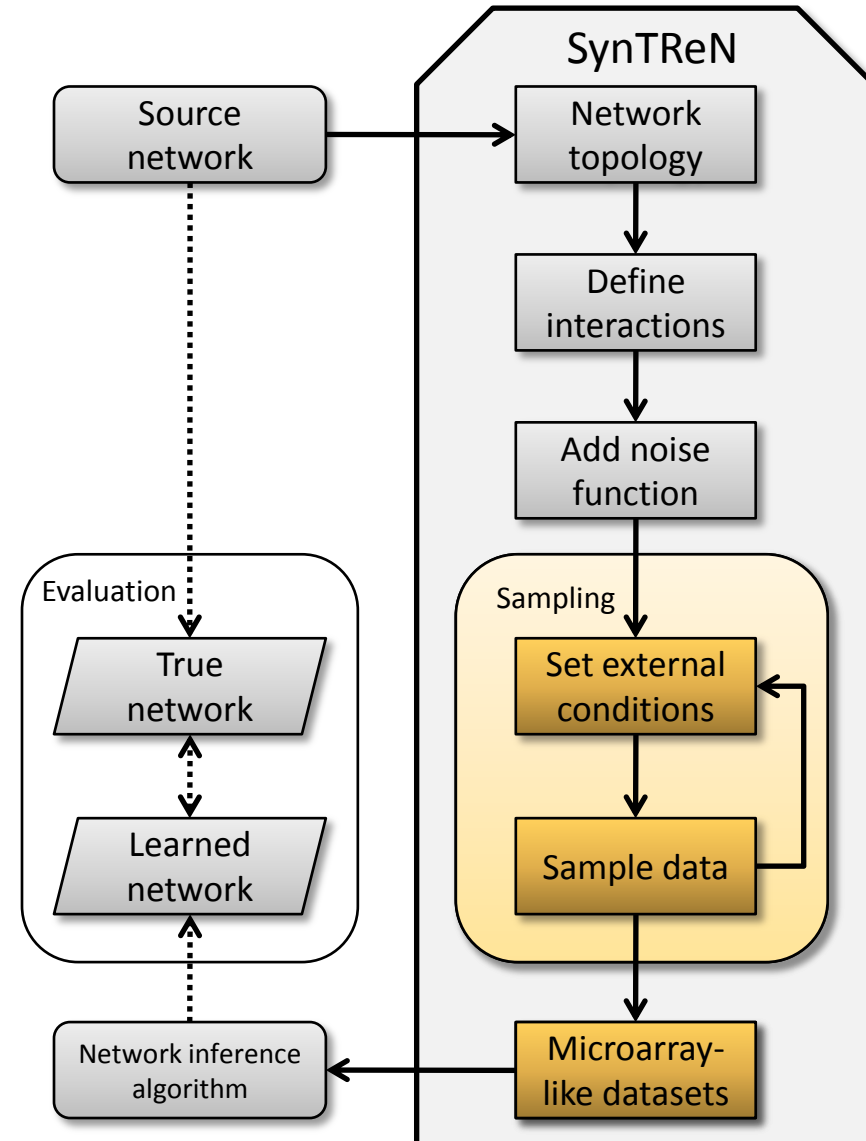 SynTReN
Source
network
Network
topology
Define
interactions
Add noise
function
Evaluation
Sampling
True
network
Set external
conditions
Learned
network
Sample data
Network inference
algorithm
Microarray-
like datasets